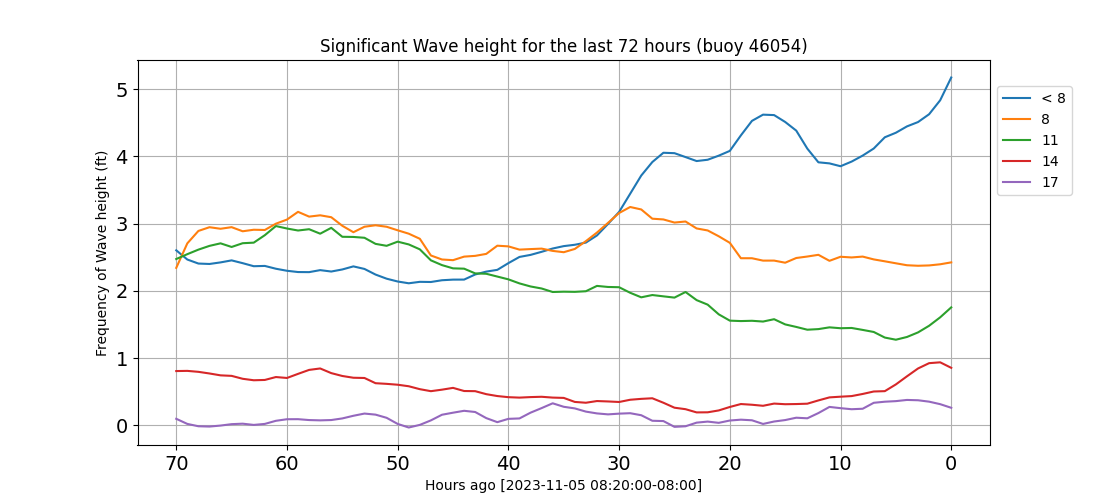 Significant Wave height for the last 72 hours (buoy 46054)
Frequency of Wave height (ft)
5
4
3
2
1
0
70 60 50 40 30 20 10 0
Hours ago [2023-11-05 08:20:00-08:00]
< 8
8
11
14
17